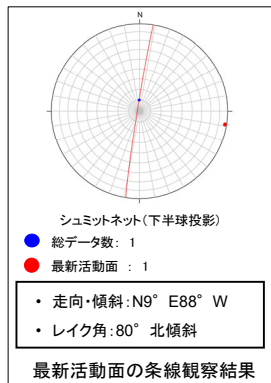 N
シュミットネット(下半球投影)
総データ数: 1
最新活動面 : 1
• 走向・傾斜:N9° E88° W
• レイク角:80° 北傾斜
最新活動面の条線観察結果